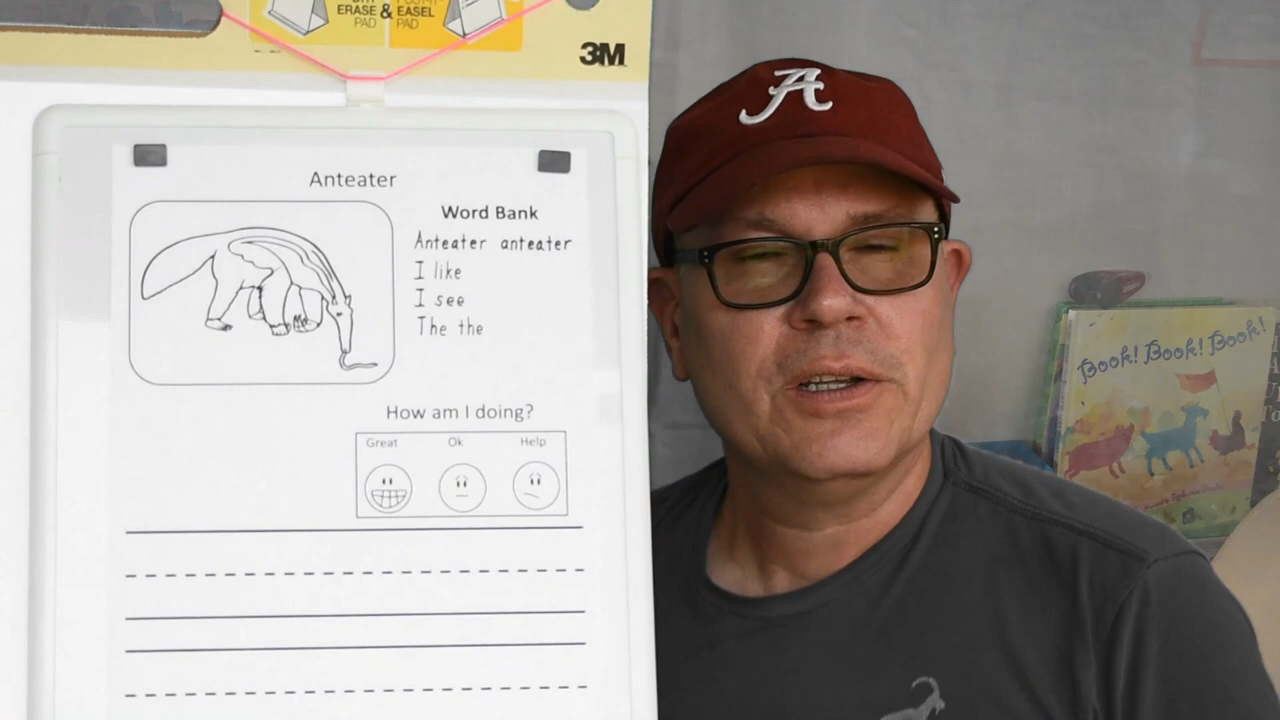 ERASE & EASEL
PAD PAD
3M
Anteater
Word Bank
Anteater anteater
I like
I see
The the
How am I doing?
Great Ok Help
A
Book! Book! Book!